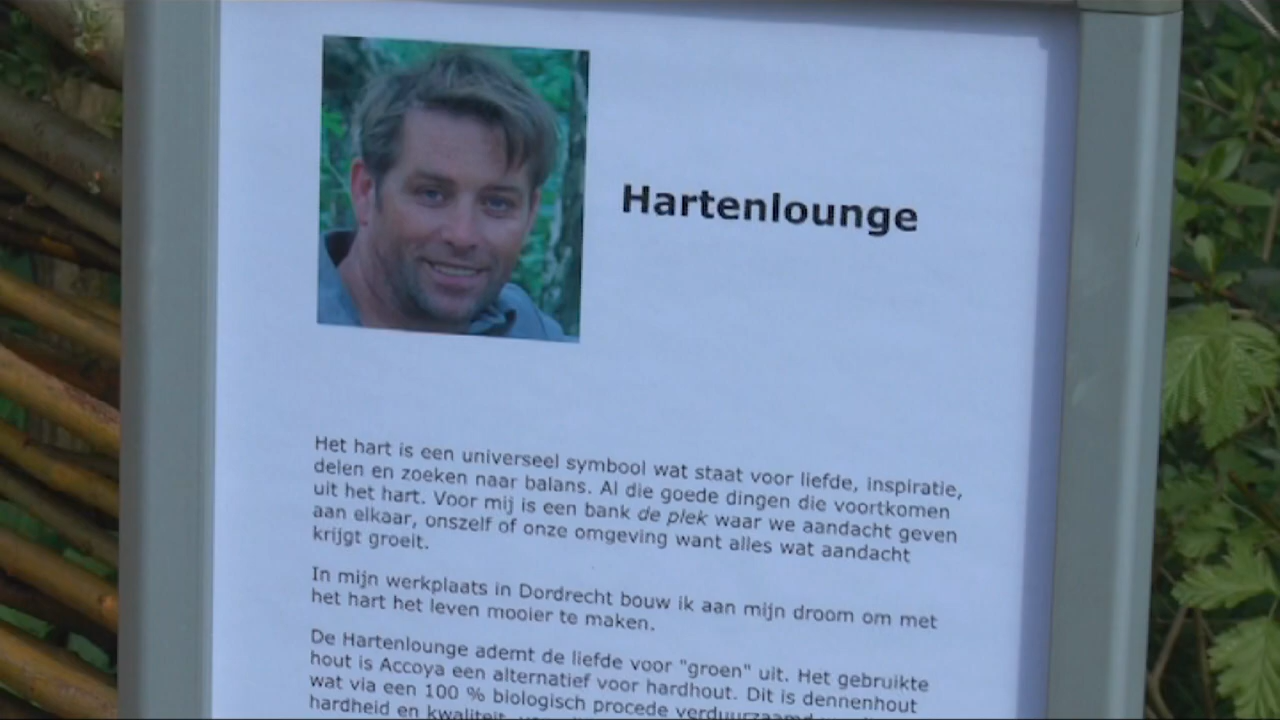 Hartenlounge
Het hart is een universeel symbool wat staat voor liefde, inspiratie,
delen en zoeken naar balans. Al die goede dingen die voortkomen
uit het hart. Voor mij is een bank de plek waar we aandacht geven
aan elkaar, onszelf of onze omgeving want alles wat aandacht
krijgt groeit.
In mijn werkplaats in Dordrecht bouw ik aan mijn droom om met
het hart het leven mooier te maken.
De Hartenlounge ademt de liefde voor "groen" uit. Het gebruikte
hout is Accoya een alternatief voor hardhout. Dit is dennenhout
wat via een 100 % biologisch procede verduurzaamd
hardheid en kwaliteit